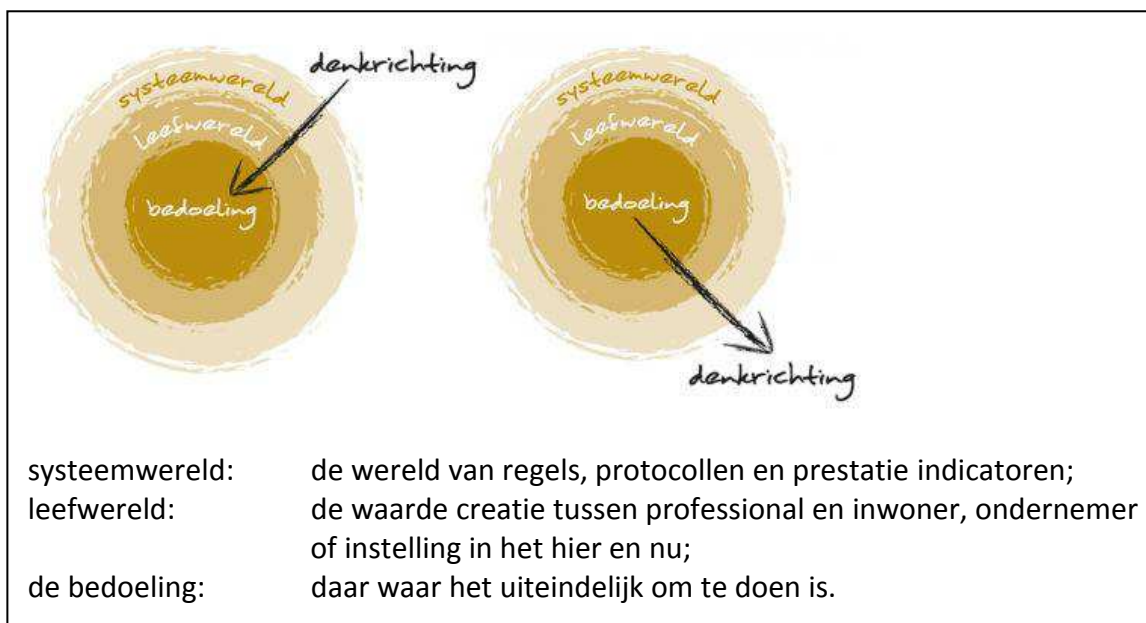 denkrichting
systeemwereld
leefwereld
bedoeling
systeemwereld
leefwereld
bedoeling
denkrichting
systeemwereld: de wereld van regels, protocollen en prestatie indicatoren;
leefwereld: de waarde creatie tussen professional en inwoner, ondernemer
of instelling in het hier en nu;
de bedoeling: daar waar het uiteindelijk om te doen is.